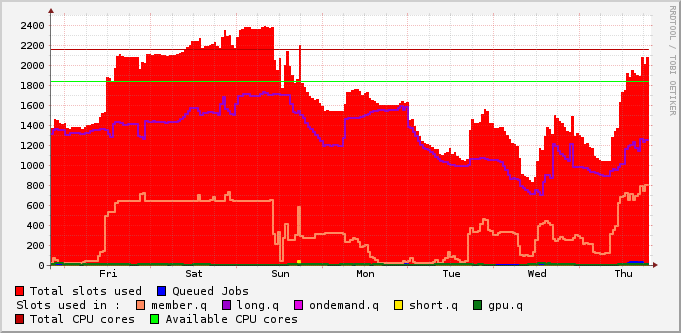 RRDTOOL / TOBI OETIKER
2400
2200
2000
1800
1600
1400
1200
1000
800
600
400
200
0
Fri Sat Sun Mon Tue Wed Thu
Total slots used Queued Jobs
Slots used in : member.q long.q ondemand.q short.q gpu.q
Total CPU cores Available CPU cores